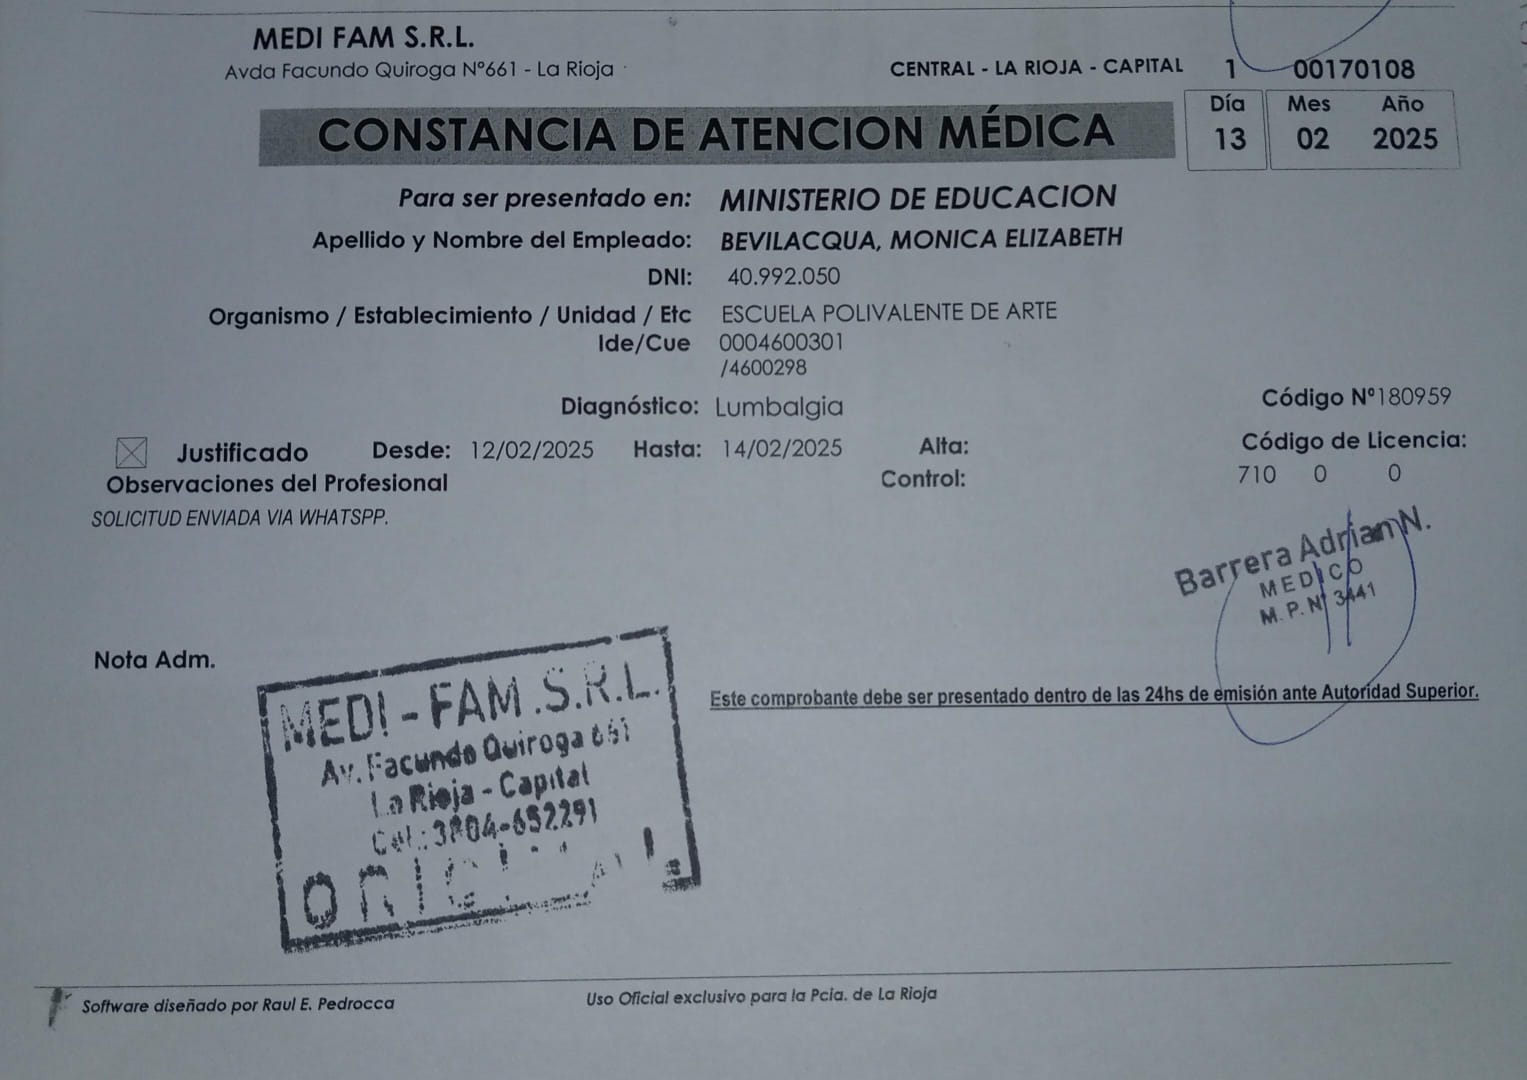 MEDI FAM S.R.L.
Avda Facundo Quiroga Nº661 - La Rioja
CENTRAL - LA RIOJA - CAPITAL 1 00170108
CONSTANCIA DE ATENCION MÉDICA
Día Mes Año
13 02 2025
Para ser presentado en: MINISTERIO DE EDUCACION
Apellido y Nombre del Empleado: BEVILACQUA, MONICA ELIZABETH
DNI: 40.992.050
Organismo / Establecimiento / Unidad / Etc ESCUELA POLIVALENTE DE ARTE
Ide/Cue 0004600301
/4600298
Diagnóstico: Lumbalgia
Código Nº180959
Justificado Desde: 12/02/2025 Hasta: 14/02/2025 Alta:
Código de Licencia:
Observaciones del Profesional Control:
710 0 0
SOLICITUD ENVIADA VIA WHATSPP.
Barrera Adrian N.
MEDICO
M.P.Nº 3441
Nota Adm.
Este comprobante debe ser presentado dentro de las 24hs de emisión ante Autoridad Superior.
MEDI-FAM.S.R.L.
Av. Facundo Quiroga 661
La Rioja - Capital
Cel.: 3804-652291
Software diseñado por Raul E. Pedrocca
Uso Oficial exclusivo para la Pcia. de La Rioja